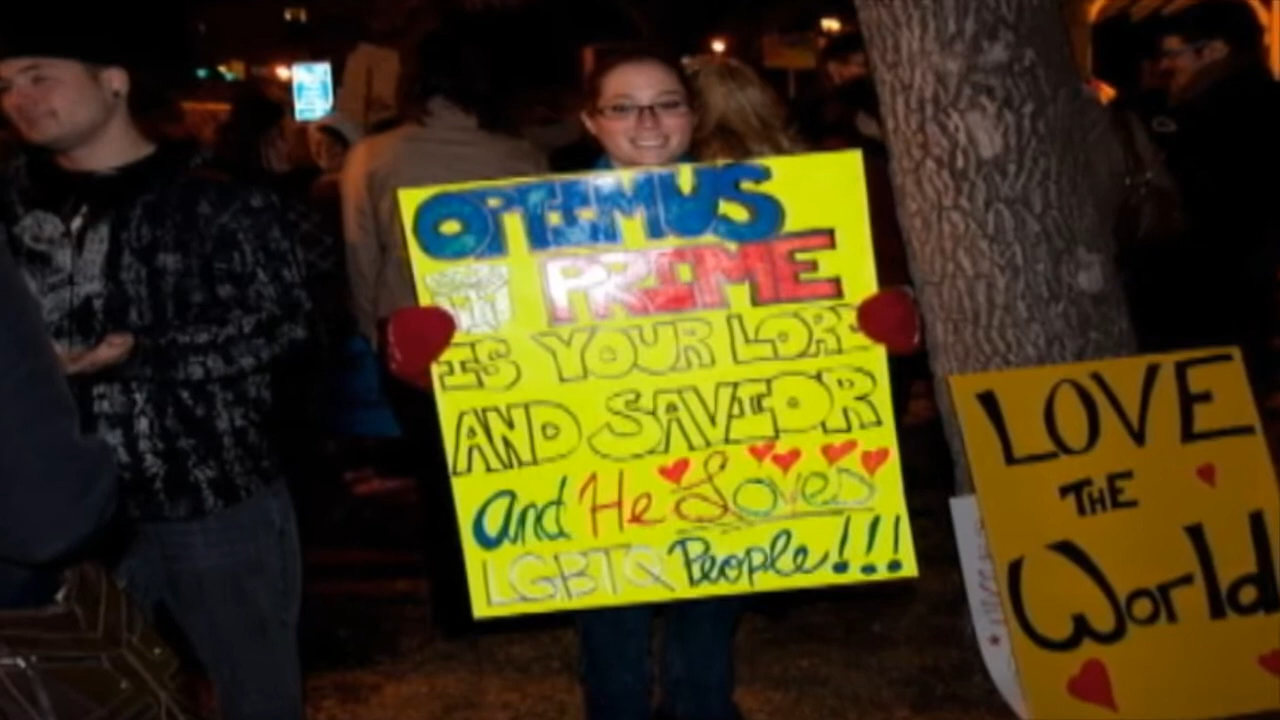 OPTIMUS
PRIME
IS YOUR LORD
AND SAVIOR
and He Loves
LGBTQ People!!!
LOVE
THE
World